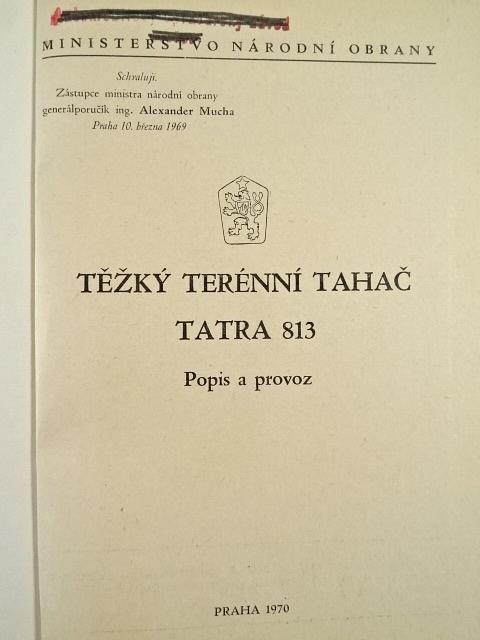 MINISTERSTVO NÁRODNÍ OBRANY
Schvaluji.
Zástupce ministra národní obrany
generálporučík ing. Alexander Mucha
Praha 10. března 1969
TĚŽKÝ TERÉNNÍ TAHAČ
TATRA 813
Popis a provoz
PRAHA 1970